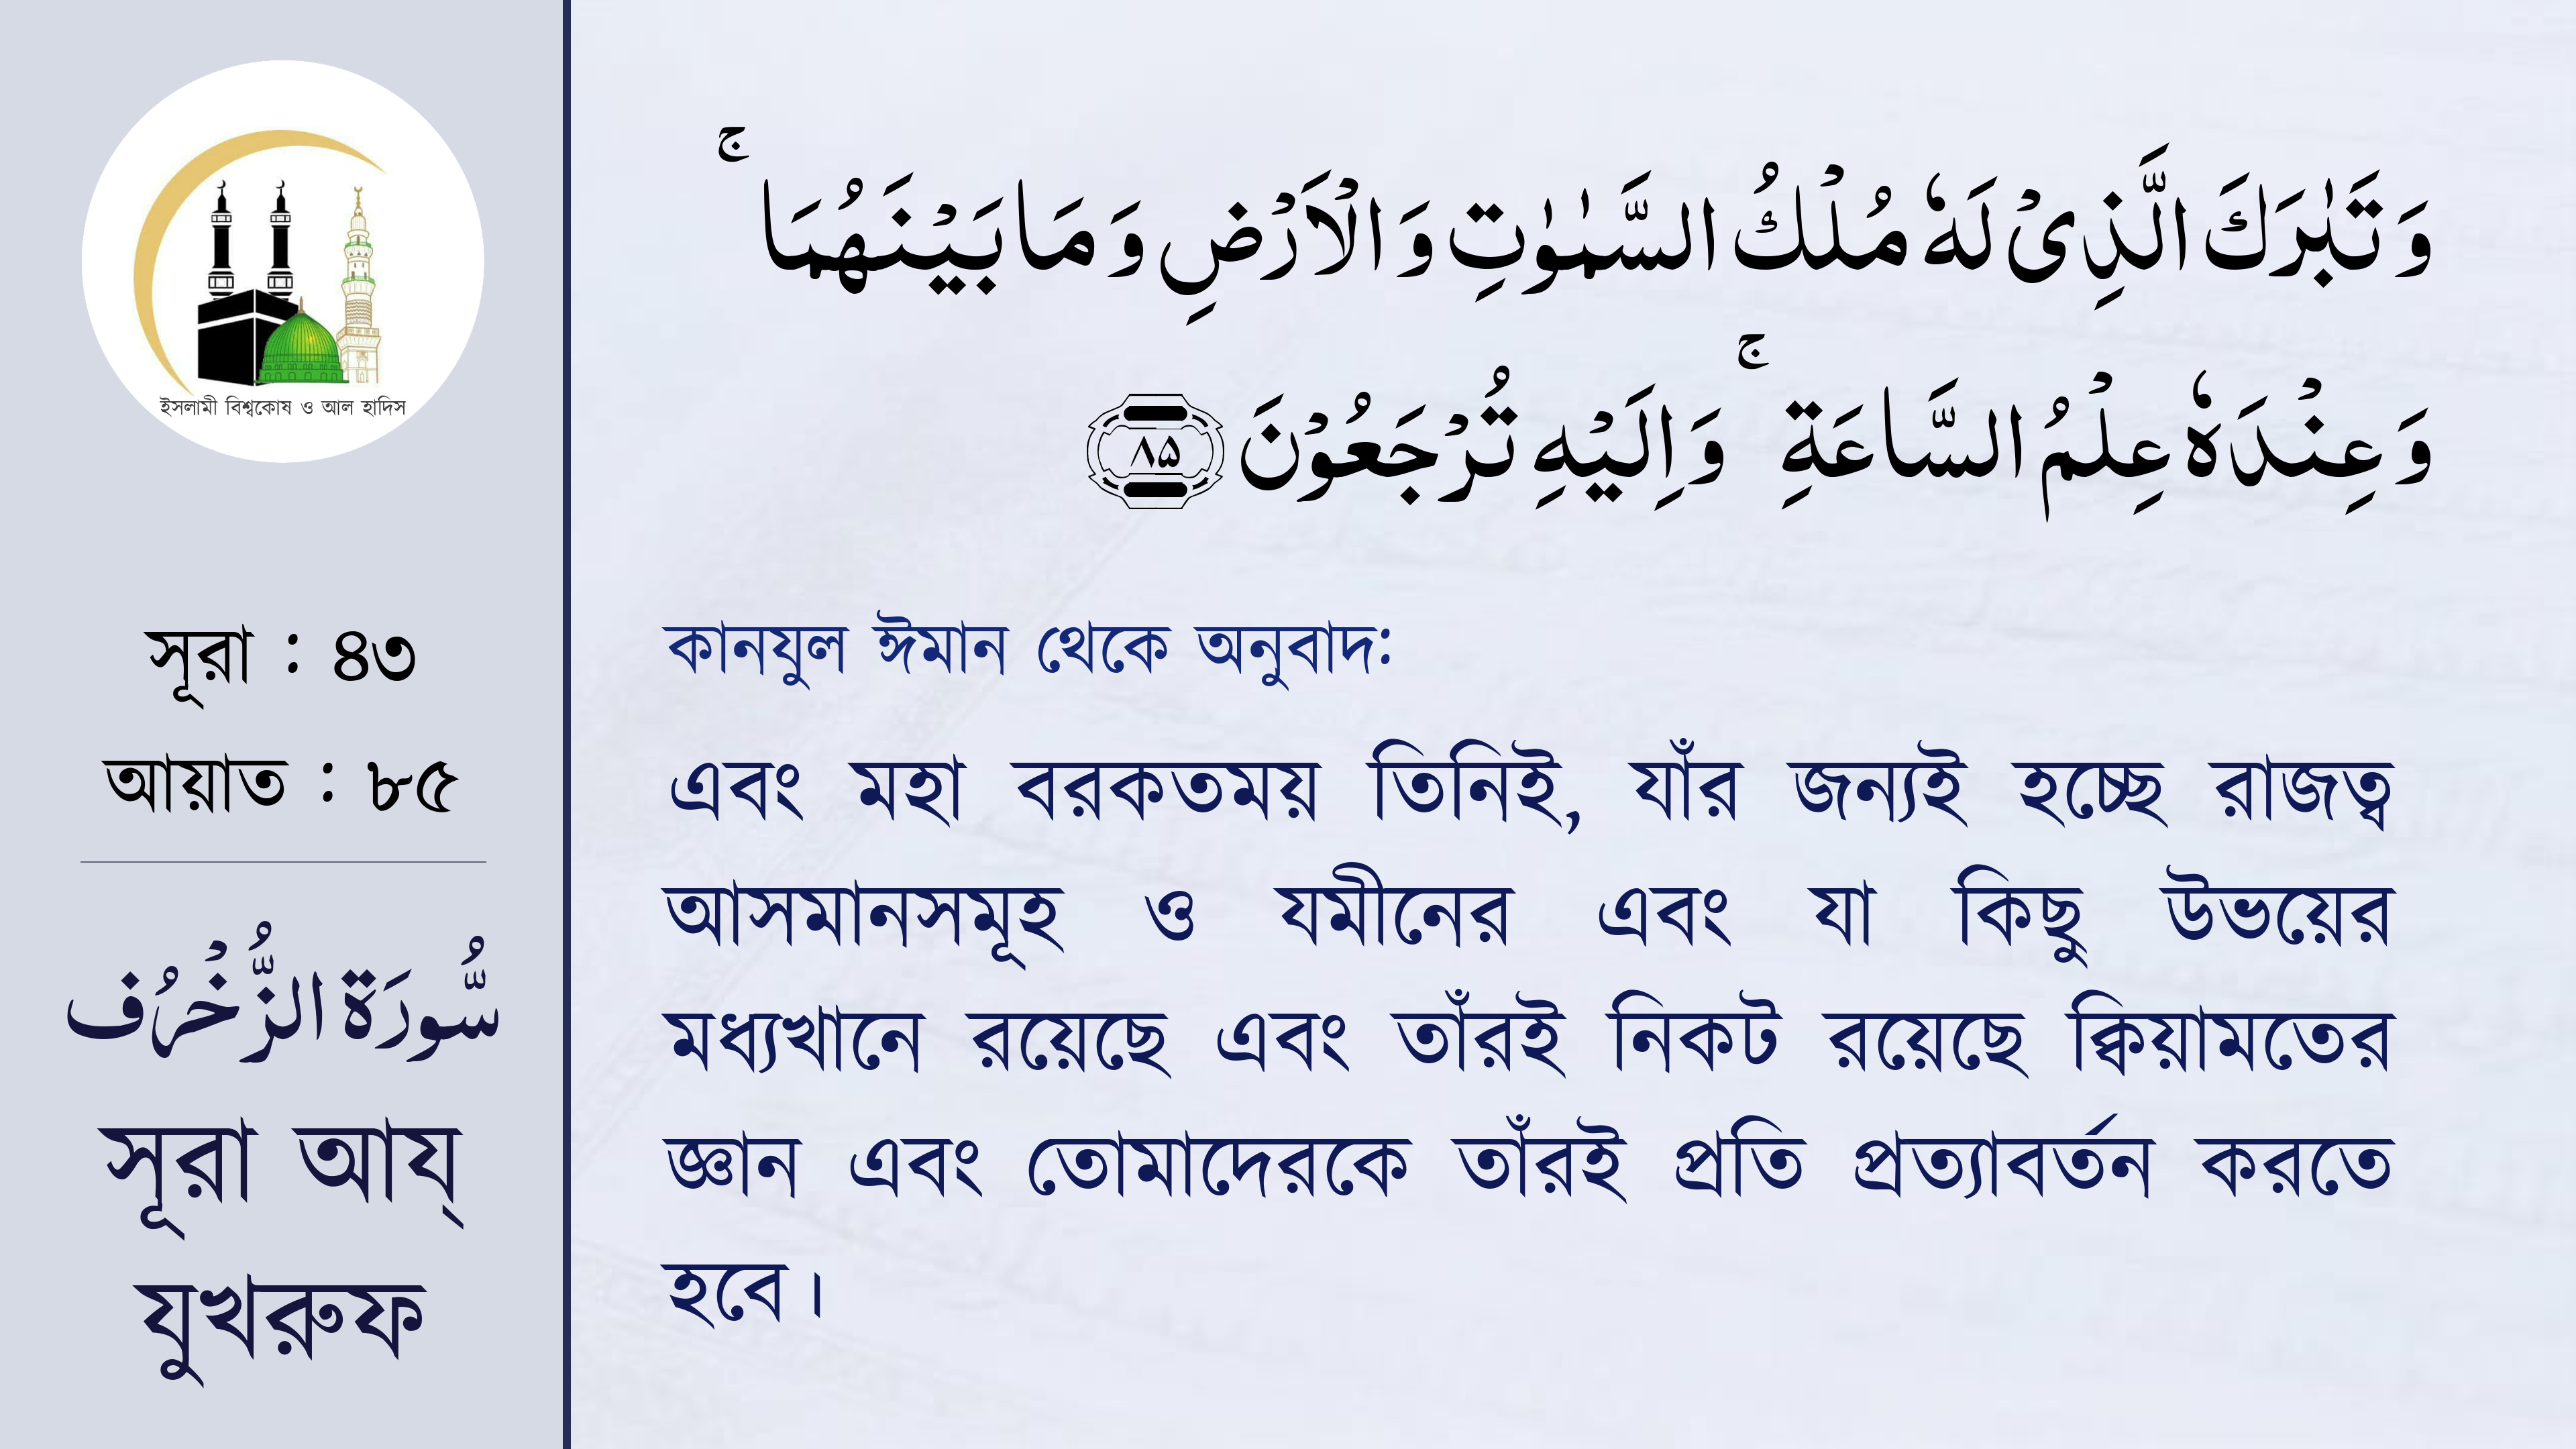 ইসলামী বিশ্বকোষ ও আল হাদিস
সূরা : ৪৩
আয়াত : ৮৫
سُّورَۃ الزُّخْرُف
সূরা আয্
যুখরুফ
وَ تَبٰرَكَ الَّذِیْ لَهٗ مُلْكُ السَّمٰوٰتِ وَ الْاَرْضِ وَ مَا بَیْنَهُمَا ۚ
وَ عِنْدَهٗ عِلْمُ السَّاعَةِ ۚ وَ اِلَیْهِ تُرْجَعُوْنَ ﴿۸۵﴾
কানযুল ঈমান থেকে অনুবাদ:
এবং মহা বরকতময় তিনিই, যাঁর জন্যই হচ্ছে রাজত্ব
আসমানসমূহ ও যমীনের এবং যা কিছু উভয়ের
মধ্যখানে রয়েছে এবং তাঁরই নিকট রয়েছে ক্বিয়ামতের
জ্ঞান এবং তোমাদেরকে তাঁরই প্রতি প্রত্যাবর্তন করতে
হবে।